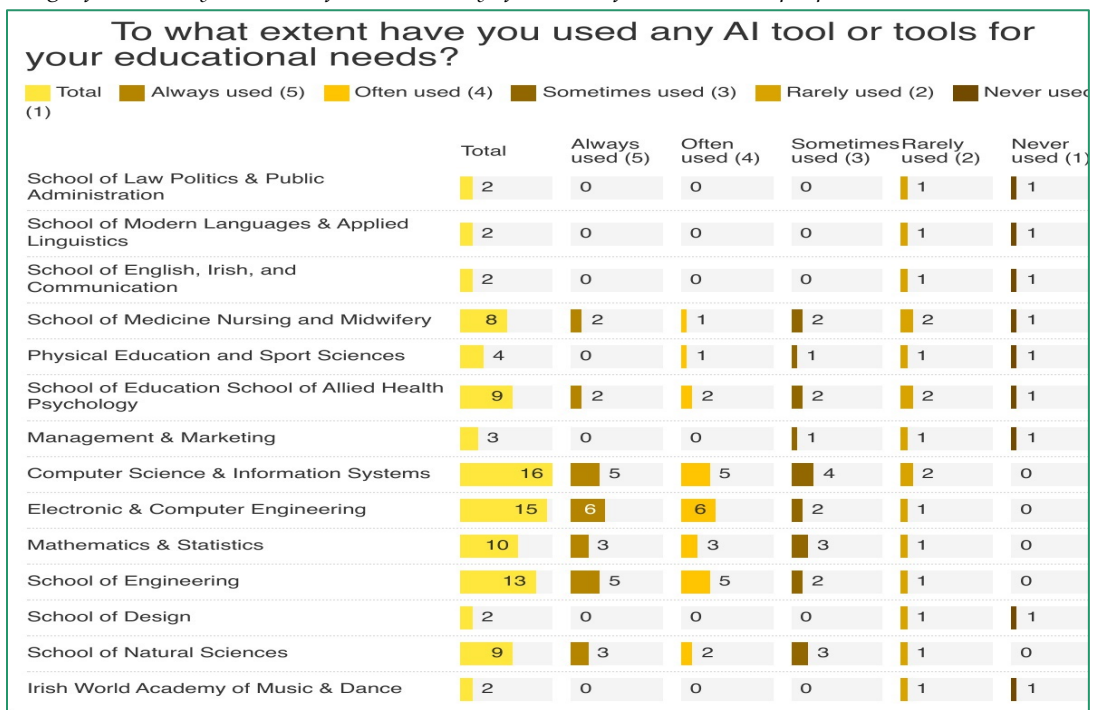 To what extent have you used any AI tool or tools for
your educational needs?
Total Always used (5) Often used (4) Sometimes used (3) Rarely used (2) Never used
(1)
Total Always used (5) Often used (4) Sometimes used (3) Rarely used (2) Never used (1)
School of Law Politics & Public
Administration 2 0 0 0 1 1
School of Modern Languages & Applied
Linguistics 2 0 0 0 1 1
School of English, Irish, and
Communication 2 0 0 0 1 1
School of Medicine Nursing and Midwifery 8 2 1 2 2 1
Physical Education and Sport Sciences 4 0 1 1 1 1
School of Education School of Allied Health
Psychology 9 2 2 2 2 1
Management & Marketing 3 0 0 1 1 1
Computer Science & Information Systems 16 5 5 4 2 0
Electronic & Computer Engineering 15 6 6 2 1 0
Mathematics & Statistics 10 3 3 3 1 0
School of Engineering 13 5 5 2 1 0
School of Design 2 0 0 0 1 1
School of Natural Sciences 9 3 2 3 1 0
Irish World Academy of Music & Dance 2 0 0 0 1 1